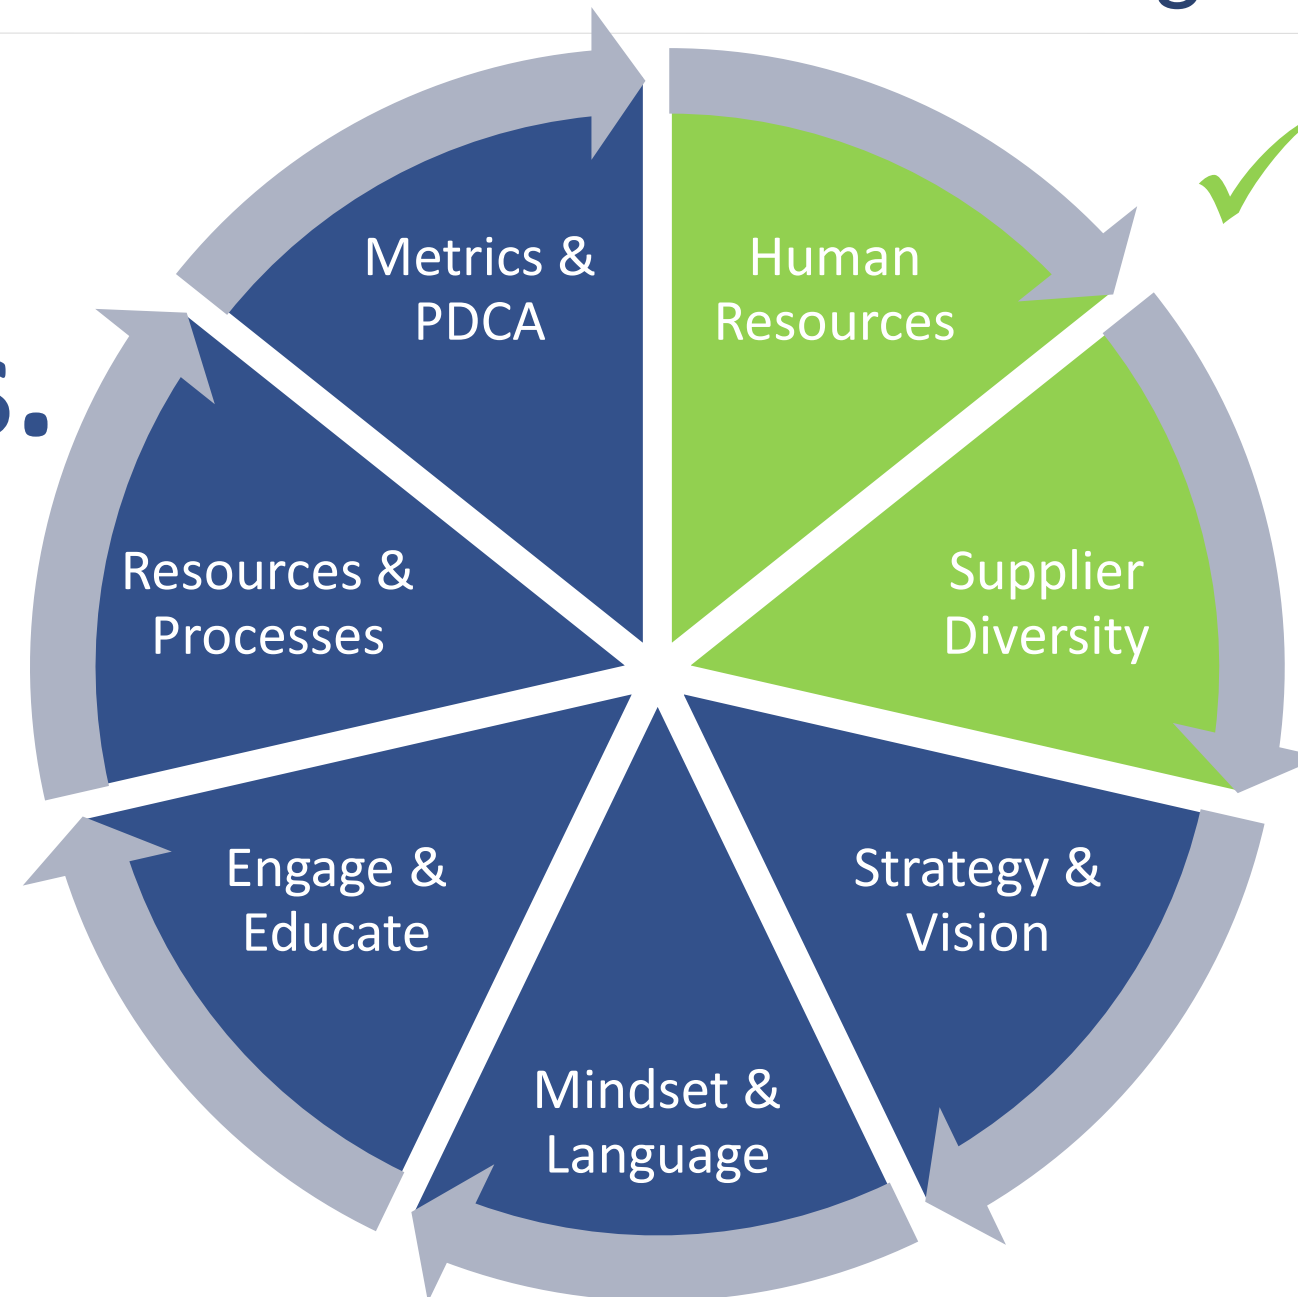 Metrics &
PDCA
Human
Resources
Supplier
Diversity
Strategy &
Vision
Mindset &
Language
Engage &
Educate
Resources &
Processes